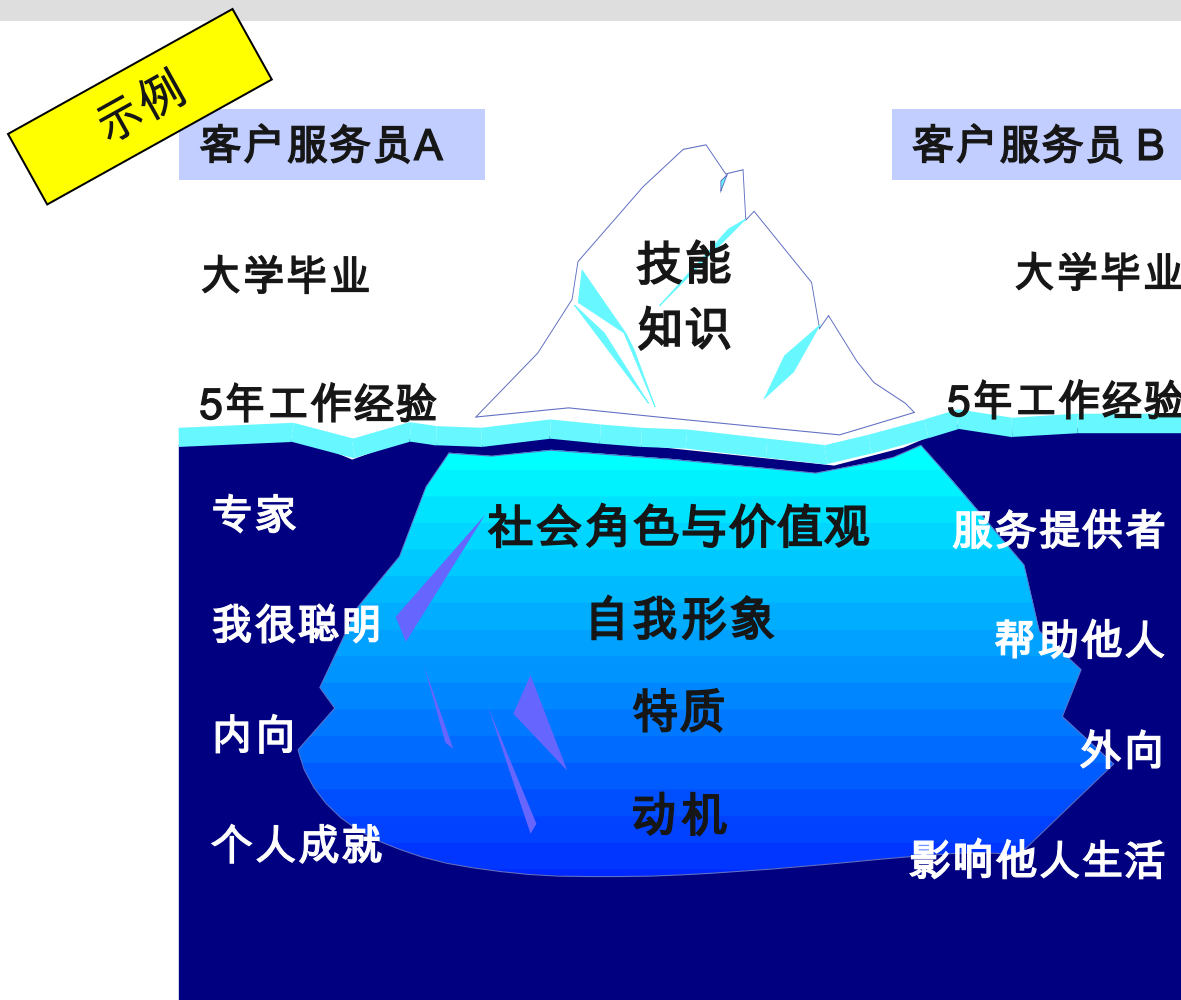 示例
客户服务员A
客户服务员 B
技能
知识
大学毕业
大学毕业
5年工作经验
5年工作经验
专家
社会角色与价值观
服务提供者
我很聪明
自我形象
帮助他人
内向
特质
外向
个人成就
动机
影响他人生活